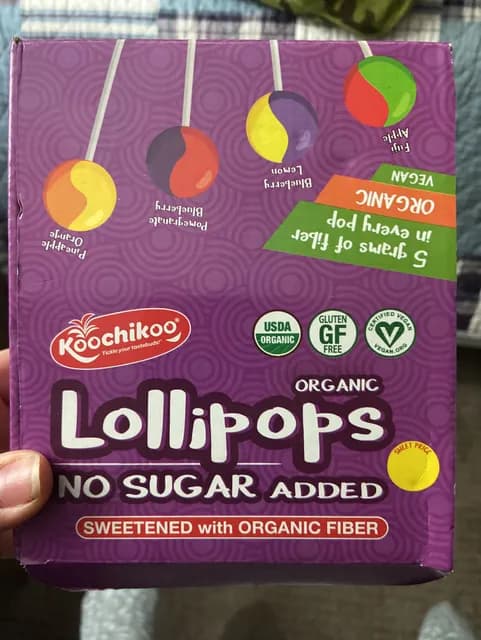 Fuji
Apple
Blueberry
Lemon
Pomegranate
Blueberry
Pineapple
Orange
VEGAN
ORGANIC
5 grams of fiber
in every pop
Koochikoo®
Tickle your tastebuds™
USDA
ORGANIC
GLUTEN
GF
FREE
CERTIFIED VEGAN
VEGAN.ORG
ORGANIC
Lollipops
NO SUGAR ADDED
SWEETENED with ORGANIC FIBER